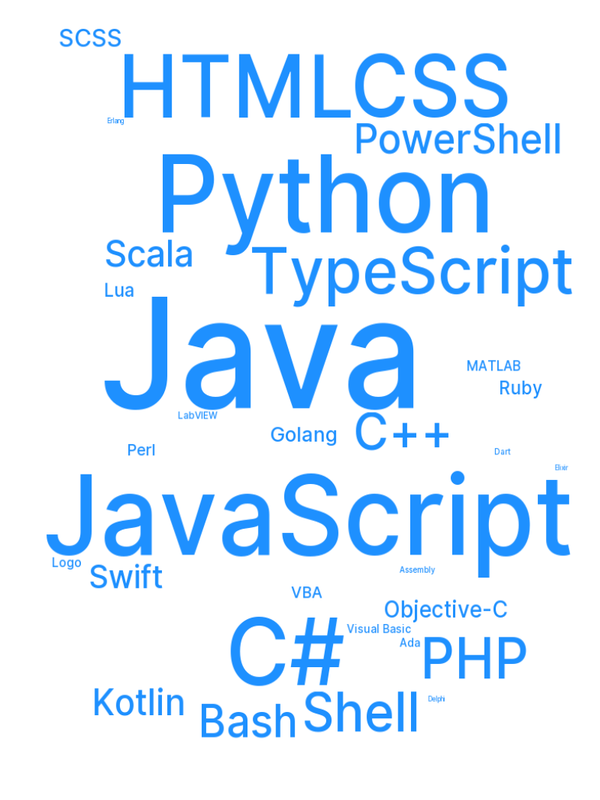 SCSS
HTMLCSS
Erlang
PowerShell
Python
Scala
TypeScript
Lua
Java
MATLAB
Ruby
LabVIEW
Golang
C++
Perl
Dart
Elixir
JavaScript
Logo
Swift
Assembly
VBA
Objective-C
C#
Visual Basic
Ada
PHP
Kotlin
Bash
Shell
Delphi